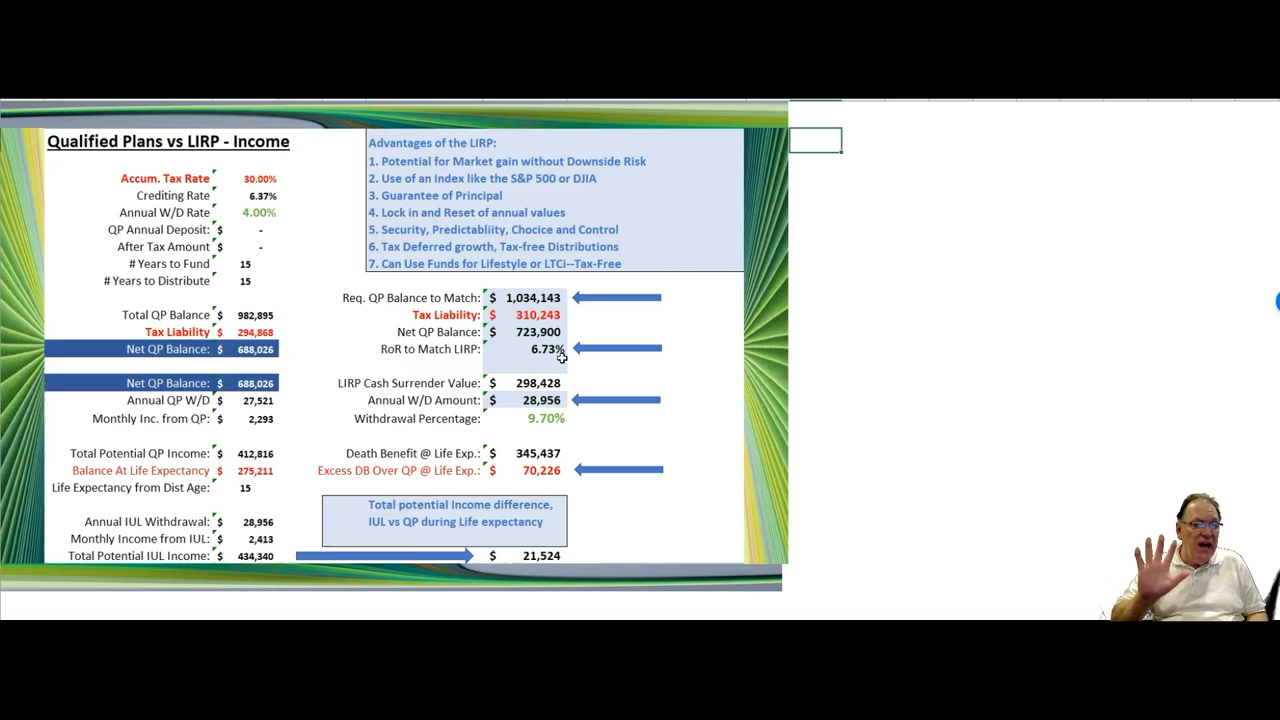 Qualified Plans vs LIRP - Income
Accum. Tax Rate 30.00%
Crediting Rate 6.37%
Annual W/D Rate 4.00%
QP Annual Deposit: $ -
After Tax Amount: $ -
# Years to Fund 15
# Years to Distribute 15
Total QP Balance $ 982,895
Tax Liability $ 294,868
Net QP Balance: $ 688,026
Net QP Balance: $ 688,026
Annual QP W/D $ 27,521
Monthly Inc. from QP: $ 2,293
Total Potential QP Income: $ 412,816
Balance At Life Expectancy $ 275,211
Life Expectancy from Dist Age: 15
Annual IUL Withdrawal: $ 28,956
Monthly Income from IUL: $ 2,413
Total Potential IUL Income: $ 434,340
Advantages of the LIRP:
1. Potential for Market gain without Downside Risk
2. Use of an Index like the S&P 500 or DJIA
3. Guarantee of Principal
4. Lock in and Reset of annual values
5. Security, Predictabliity, Chocice and Control
6. Tax Deferred growth, Tax-free Distributions
7. Can Use Funds for Lifestyle or LTCi--Tax-Free
Req. QP Balance to Match: $ 1,034,143
Tax Liability: $ 310,243
Net QP Balance: $ 723,900
RoR to Match LIRP: 6.73%
LIRP Cash Surrender Value: $ 298,428
Annual W/D Amount: $ 28,956
Withdrawal Percentage: 9.70%
Death Benefit @ Life Exp.: $ 345,437
Excess DB Over QP @ Life Exp.: $ 70,226
Total potential Income difference,
IUL vs QP during Life expectancy
$ 21,524